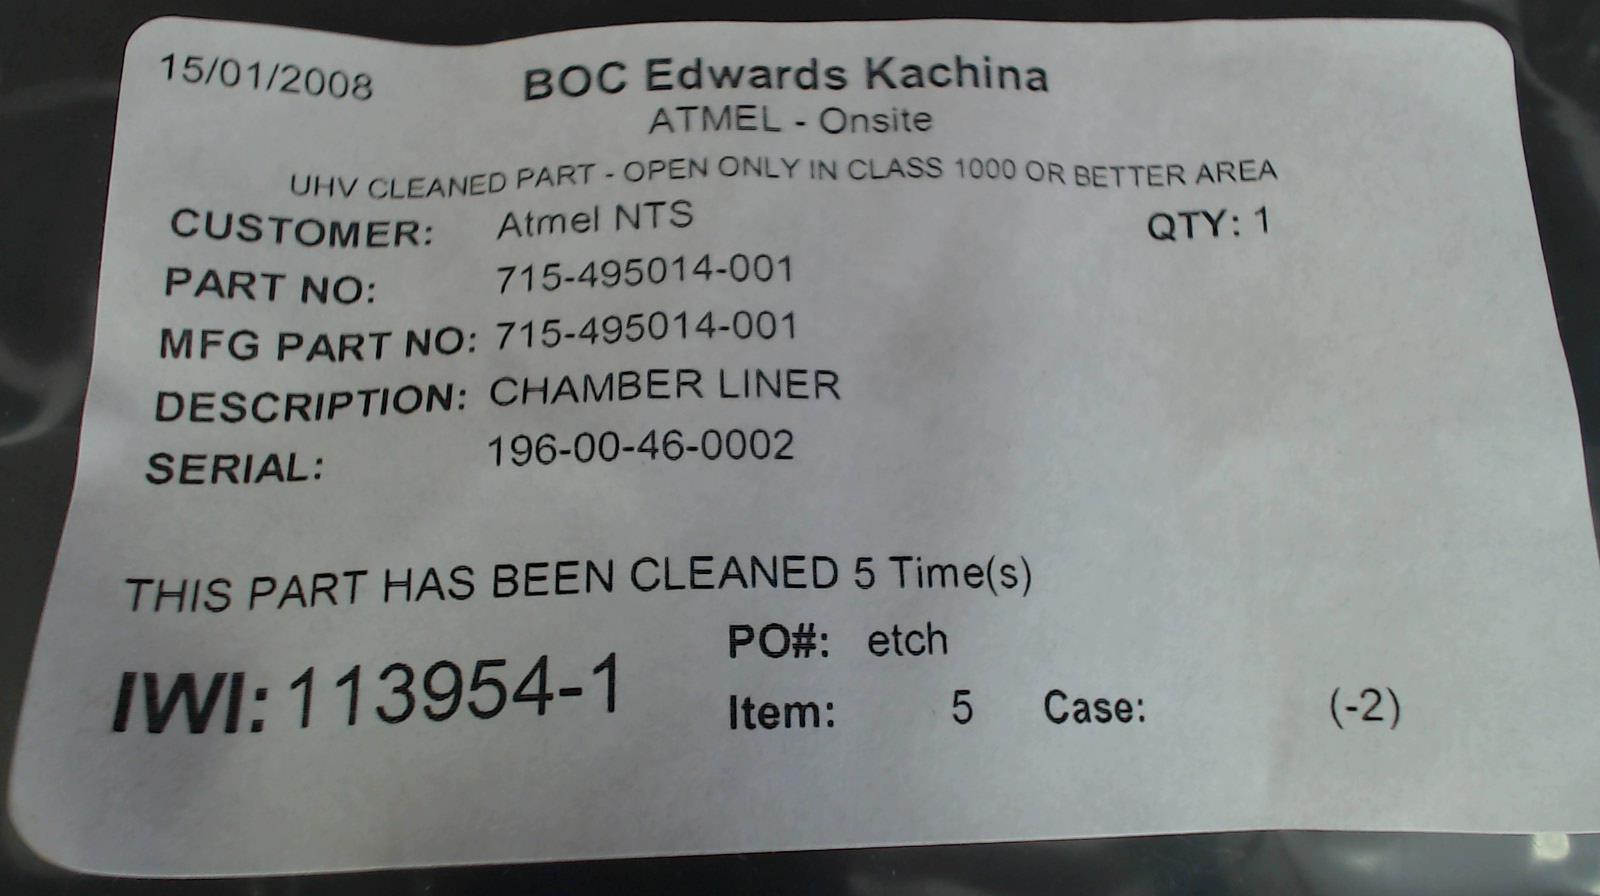 15/01/2008 BOC Edwards Kachina
ATMEL - Onsite
UHV CLEANED PART - OPEN ONLY IN CLASS 1000 OR BETTER AREA
CUSTOMER: Atmel NTS QTY: 1
PART NO: 715-495014-001
MFG PART NO: 715-495014-001
DESCRIPTION: CHAMBER LINER
SERIAL: 196-00-46-0002
THIS PART HAS BEEN CLEANED 5 Time(s)
PO#: etch
IWI: 113954-1 Item: 5 Case: (-2)